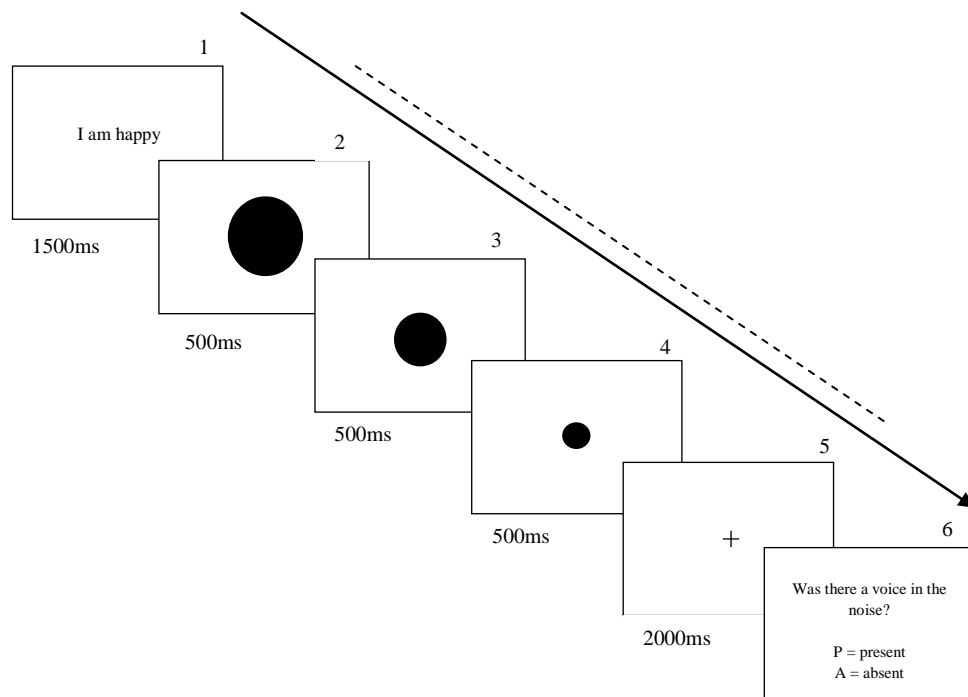 1
I am happy
1500ms
2
500ms
3
500ms
4
500ms
5
+
2000ms
6
Was there a voice in the
noise?
P = present
A = absent